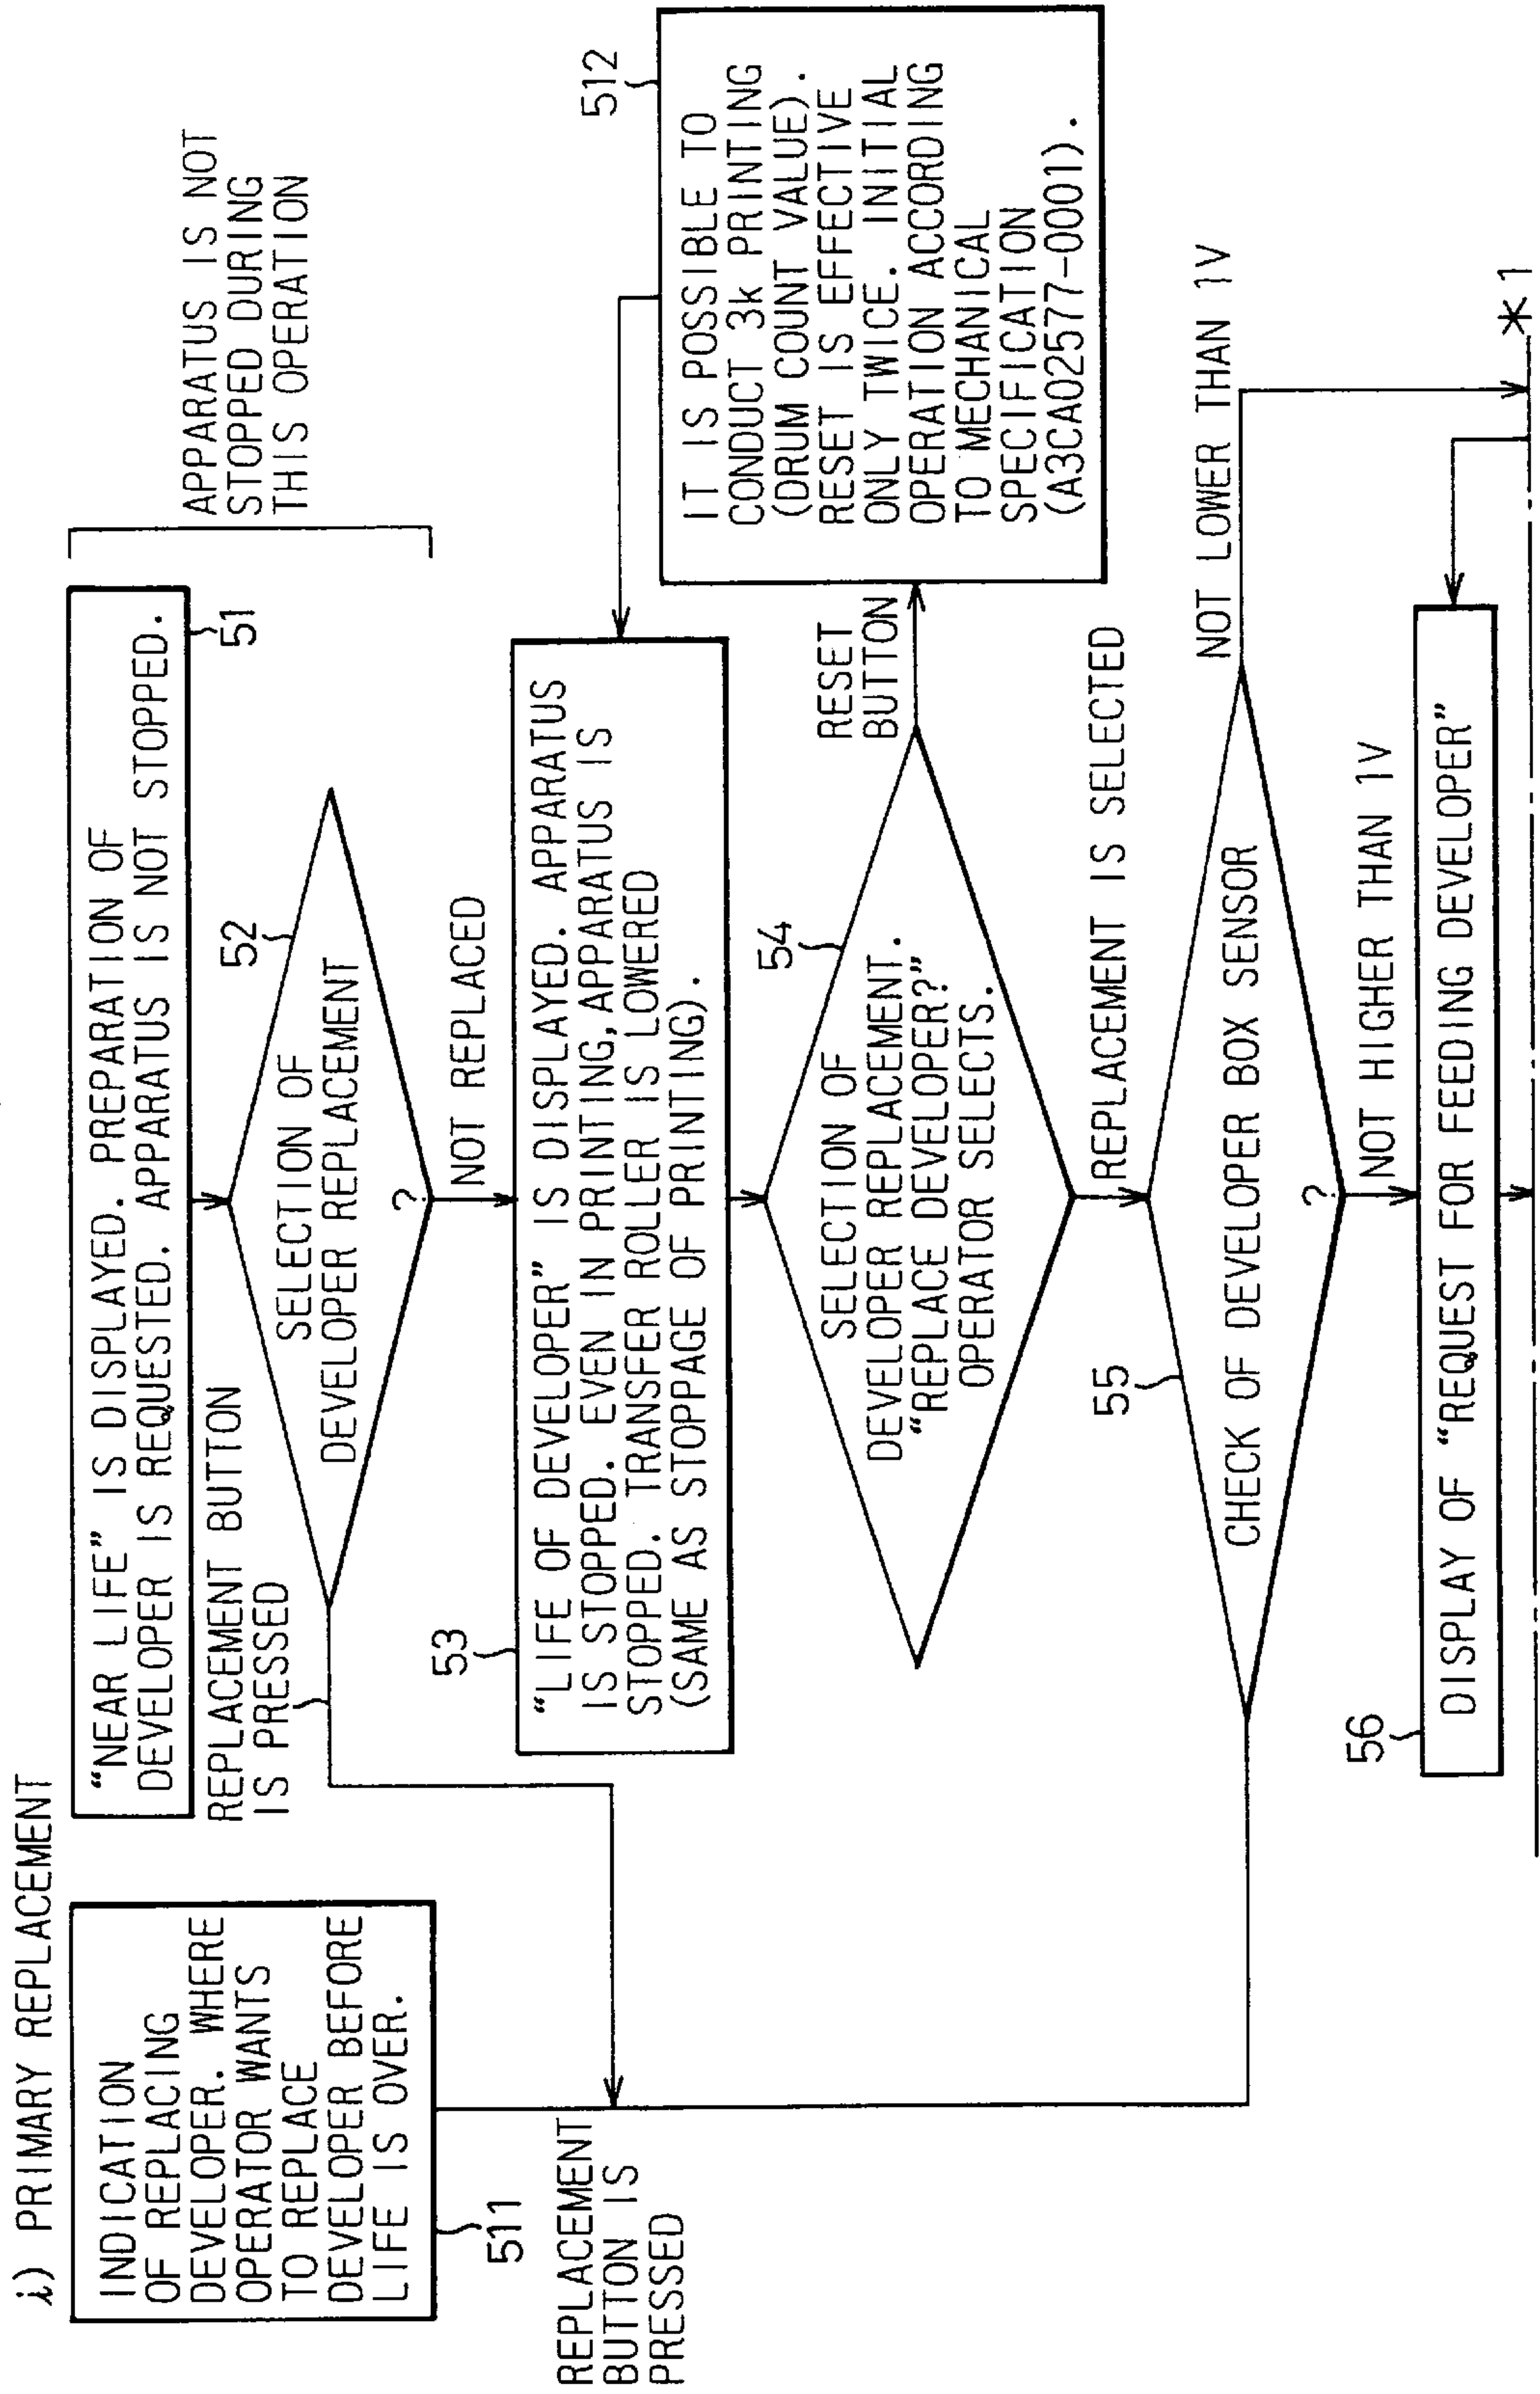 i) PRIMARY REPLACEMENT
INDICATION
OF REPLACING
DEVELOPER. WHERE
OPERATOR WANTS
TO REPLACE
DEVELOPER BEFORE
LIFE IS OVER.
511
REPLACEMENT
BUTTON IS
PRESSED
“NEAR LIFE” IS DISPLAYED. PREPARATION OF
DEVELOPER IS REQUESTED. APPARATUS IS NOT STOPPED.
51
APPARATUS IS NOT
STOPPED DURING
THIS OPERATION
REPLACEMENT BUTTON
IS PRESSED
52
SELECTION OF
DEVELOPER REPLACEMENT
?
NOT REPLACED
53
“LIFE OF DEVELOPER” IS DISPLAYED. APPARATUS
IS STOPPED. EVEN IN PRINTING, APPARATUS IS
STOPPED. TRANSFER ROLLER IS LOWERED
(SAME AS STOPPAGE OF PRINTING).
512
IT IS POSSIBLE TO
CONDUCT 3k PRINTING
(DRUM COUNT VALUE).
RESET IS EFFECTIVE
ONLY TWICE. INITIAL
OPERATION ACCORDING
TO MECHANICAL
SPECIFICATION
(A3CA02577-0001).
54
SELECTION OF
DEVELOPER REPLACEMENT.
“REPLACE DEVELOPER?”
OPERATOR SELECTS.
RESET
BUTTON
REPLACEMENT IS SELECTED
55
CHECK OF DEVELOPER BOX SENSOR
?
NOT LOWER THAN 1V
NOT HIGHER THAN 1V
56
DISPLAY OF “REQUEST FOR FEEDING DEVELOPER”
*1